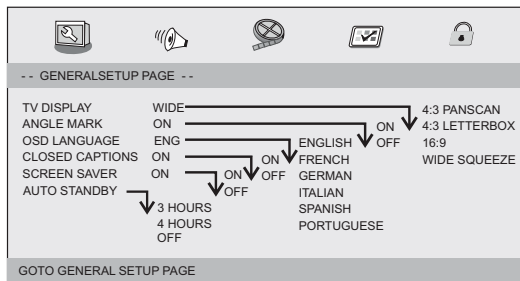 - - GENERALSETUP PAGE - -
TV DISPLAY WIDE
ANGLE MARK ON
OSD LANGUAGE ENG
CLOSED CAPTIONS ON
SCREEN SAVER ON
AUTO STANDBY
3 HOURS
4 HOURS
OFF
ON
OFF
ON
OFF
ENGLISH
FRENCH
GERMAN
ITALIAN
SPANISH
PORTUGUESE
ON
OFF
4:3 PANSCAN
4:3 LETTERBOX
16:9
WIDE SQUEEZE
GOTO GENERAL SETUP PAGE